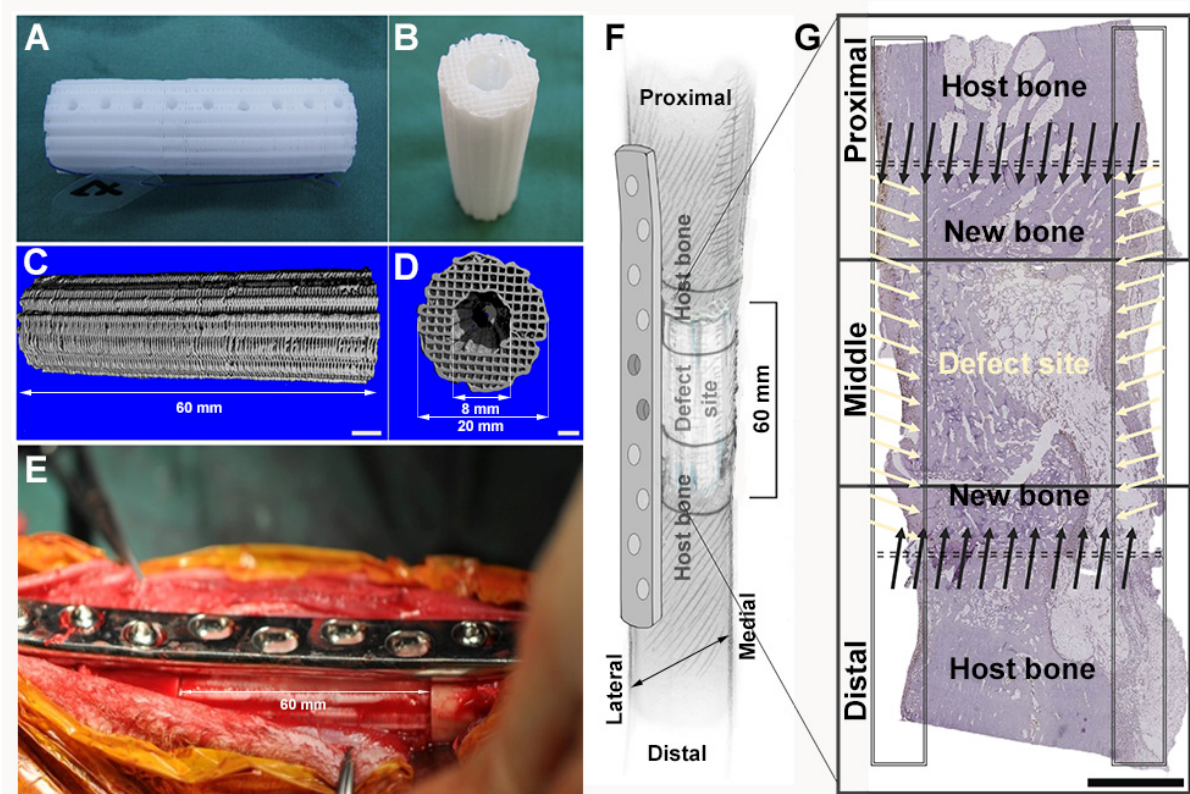 A
B
C
60 mm
D
8 mm
20 mm
E
60 mm
F
Proximal
Host bone
Defect
site
60 mm
Host bone
Lateral
Medial
Distal
G
Proximal
Host bone
New bone
Middle
Defect site
New bone
Distal
Host bone